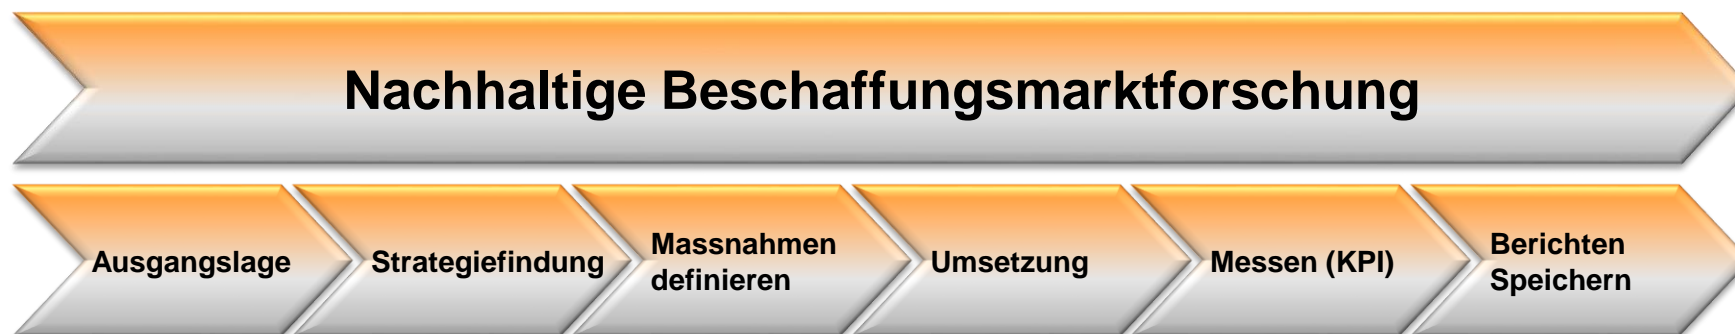 Nachhaltige Beschaffungsmarktforschung
Ausgangslage
Strategiefindung
Massnahmen
definieren
Umsetzung
Messen (KPI)
Berichten
Speichern